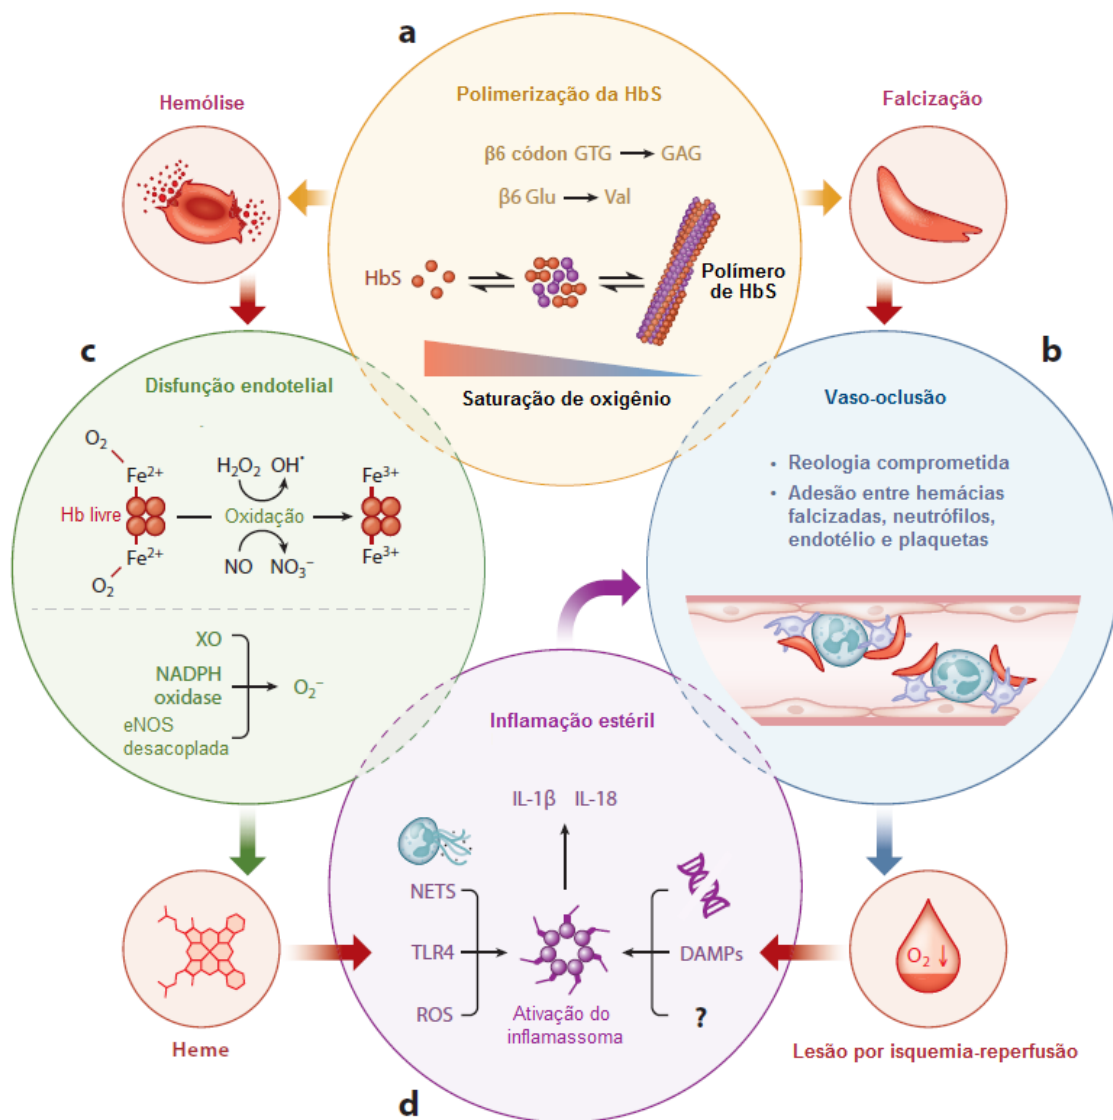 a
Polimerização da HbS
β6 códon GTG → GAG
β6 Glu → Val
HbS
Polímero
de HbS
Saturação de oxigênio
Hemólise
Falcização
c
Disfunção endotelial
O2
Fe2+
Hb livre
Fe2+
O2
H2O2 OH•
Oxidação
NO NO3−
Fe3+
Fe3+
XO
NADPH
oxidase
eNOS
desacoplada
O2−
b
Vaso-oclusão
• Reologia comprometida
• Adesão entre hemácias
falcizadas, neutrófilos,
endotélio e plaquetas
Inflamação estéril
IL-1β IL-18
NETS
TLR4
ROS
Ativação do
inflamassoma
DAMPs
?
d
Heme
O2 ↓
Lesão por isquemia-reperfusão